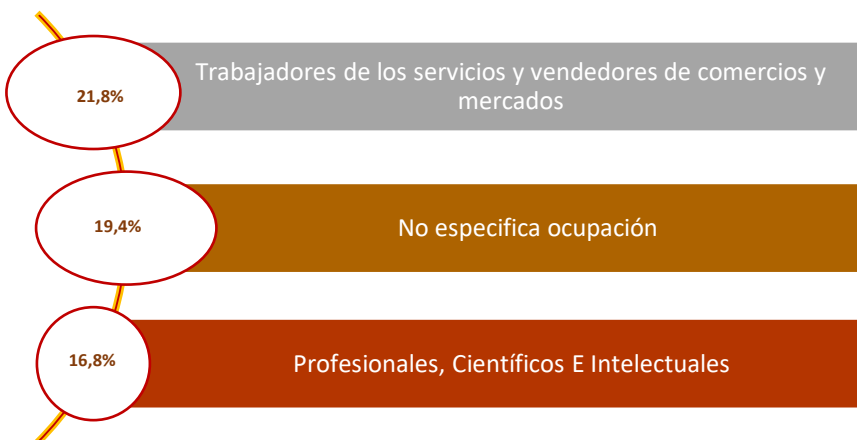 21,8%
Trabajadores de los servicios y vendedores de comercios y
mercados
19,4%
No especifica ocupación
16,8%
Profesionales, Científicos E Intelectuales